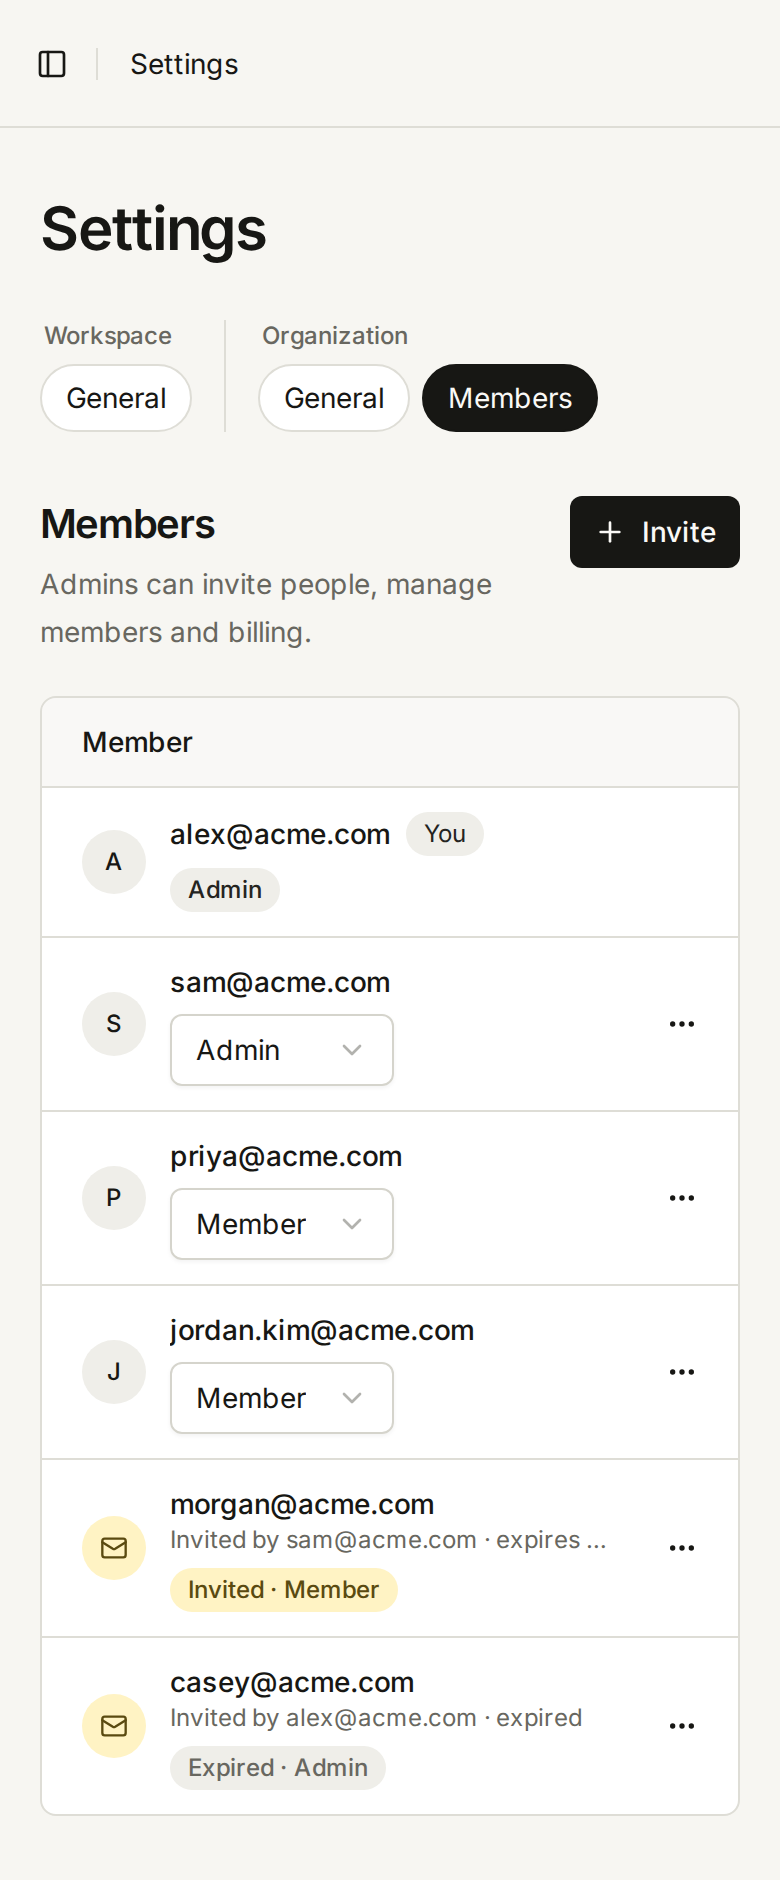 Settings
Settings
Workspace
Organization
General
General
Members
Members
Invite
Admins can invite people, manage
members and billing.
Member
A
alex@acme.com
You
Admin
S
sam@acme.com
Admin
P
priya@acme.com
Member
J
jordan.kim@acme.com
Member
morgan@acme.com
Invited by sam@acme.com · expires ...
Invited · Member
casey@acme.com
Invited by alex@acme.com · expired
Expired · Admin